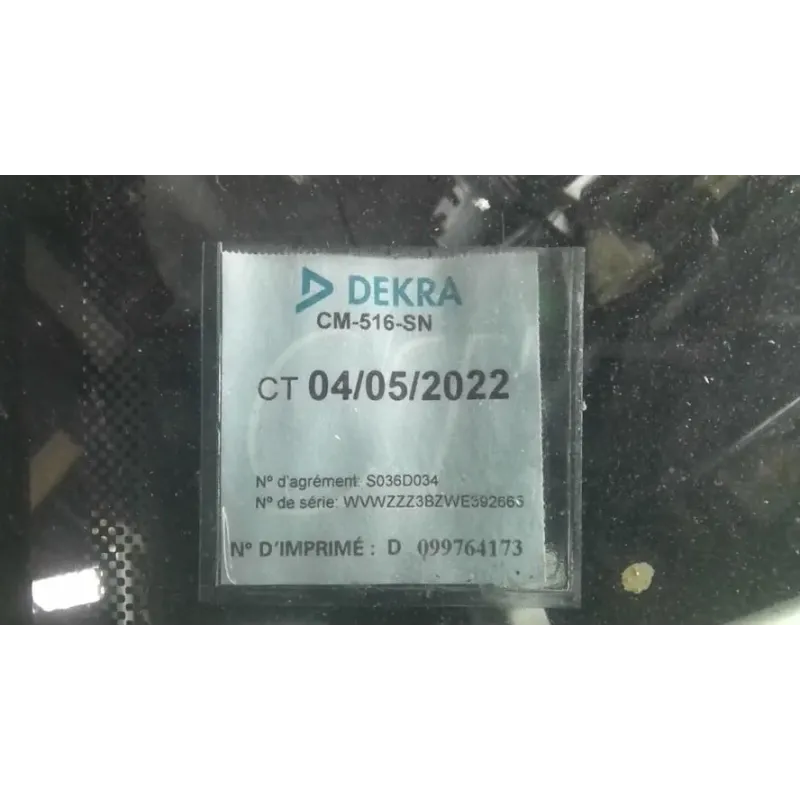 DEKRA
CM-516-SN
CT 04/05/2022
N° d'agrément: S036D034
N° de série: WVWZZZ3BZWE392663
N° D'IMPRIMÉ : D 099764173